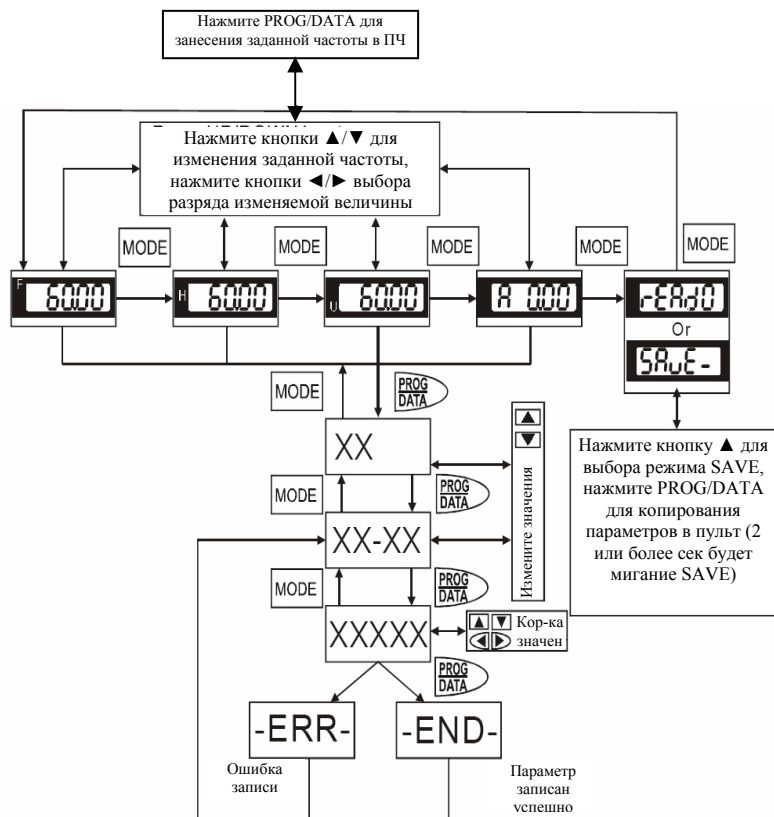 Нажмите PROG/DATA для
занесения заданной частоты в ПЧ
Нажмите кнопки ▲/▼ для
изменения заданной частоты,
нажмите кнопки ◄/► выбора
разряда изменяемой величины
MODE
MODE
MODE
MODE
MODE
F 60.00
H 60.00
U 60.00
A 0.00
rEAd0
Or
SAvE-
MODE
PROG
DATA
▲
▼
Измените значения
XX
MODE
PROG
DATA
XX-XX
MODE
PROG
DATA
XXXXX
▲ ▼ Кор-ка
◄ ► значен
PROG
DATA
Нажмите кнопку ▲ для
выбора режима SAVE,
нажмите PROG/DATA
для копирования
параметров в пульт (2
или более сек будет
мигание SAVE)
-ERR-
-END-
Ошибка
записи
Параметр
записан
успешно